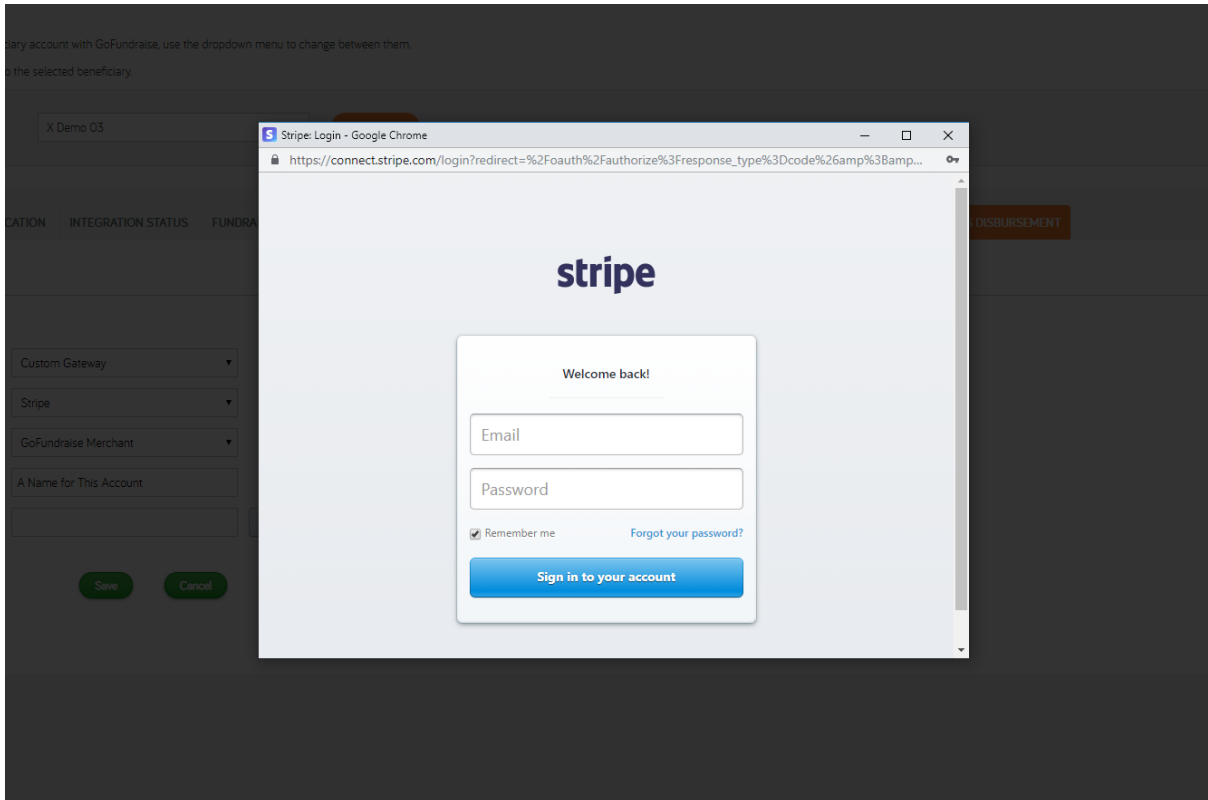 ciary account with GoFundraise, use the dropdown menu to change between them.
o the selected beneficiary.
X Demo 03
Stripe: Login - Google Chrome
https://connect.stripe.com/login?redirect=%2Foauth%2Fauthorize%3Fresponse_type%3Dcode%26amp%3Bamp...
CATION INTEGRATION STATUS FUNDRA
DISBURSEMENT
stripe
Welcome back!
Custom Gateway
Stripe
GoFundraise Merchant
Email
A Name for This Account
Password
Remember me Forgot your password?
Sign in to your account
Save Cancel